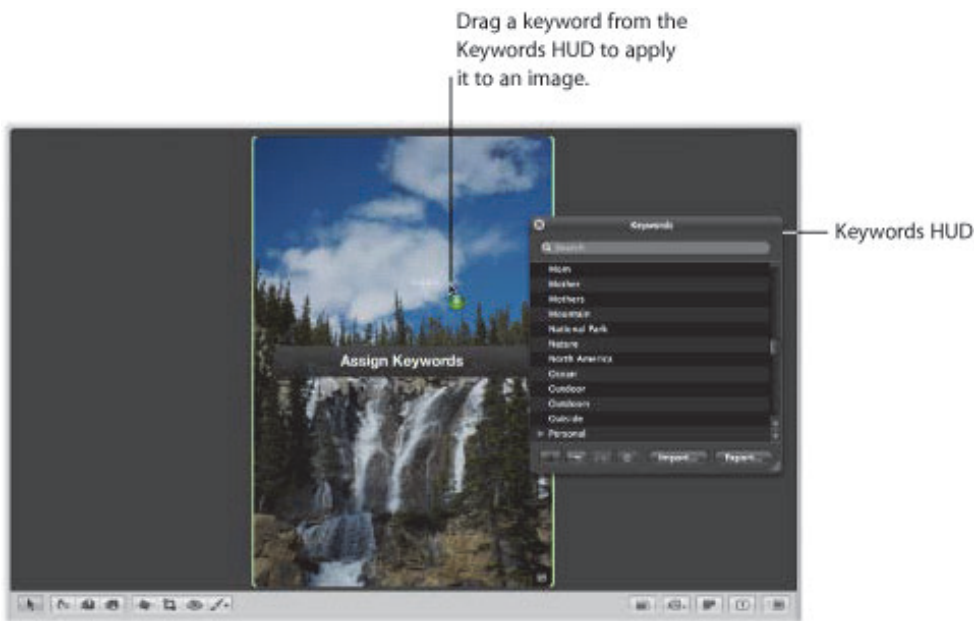 Drag a keyword from the
Keywords HUD to apply
it to an image.
Keywords
Keywords HUD
Search
Mom
Mother
Mothers
Mountain
National Park
Nature
North America
Assign Keywords
Ocean
Outdoor
Outdoors
Outside
Personal
Import...
Export...